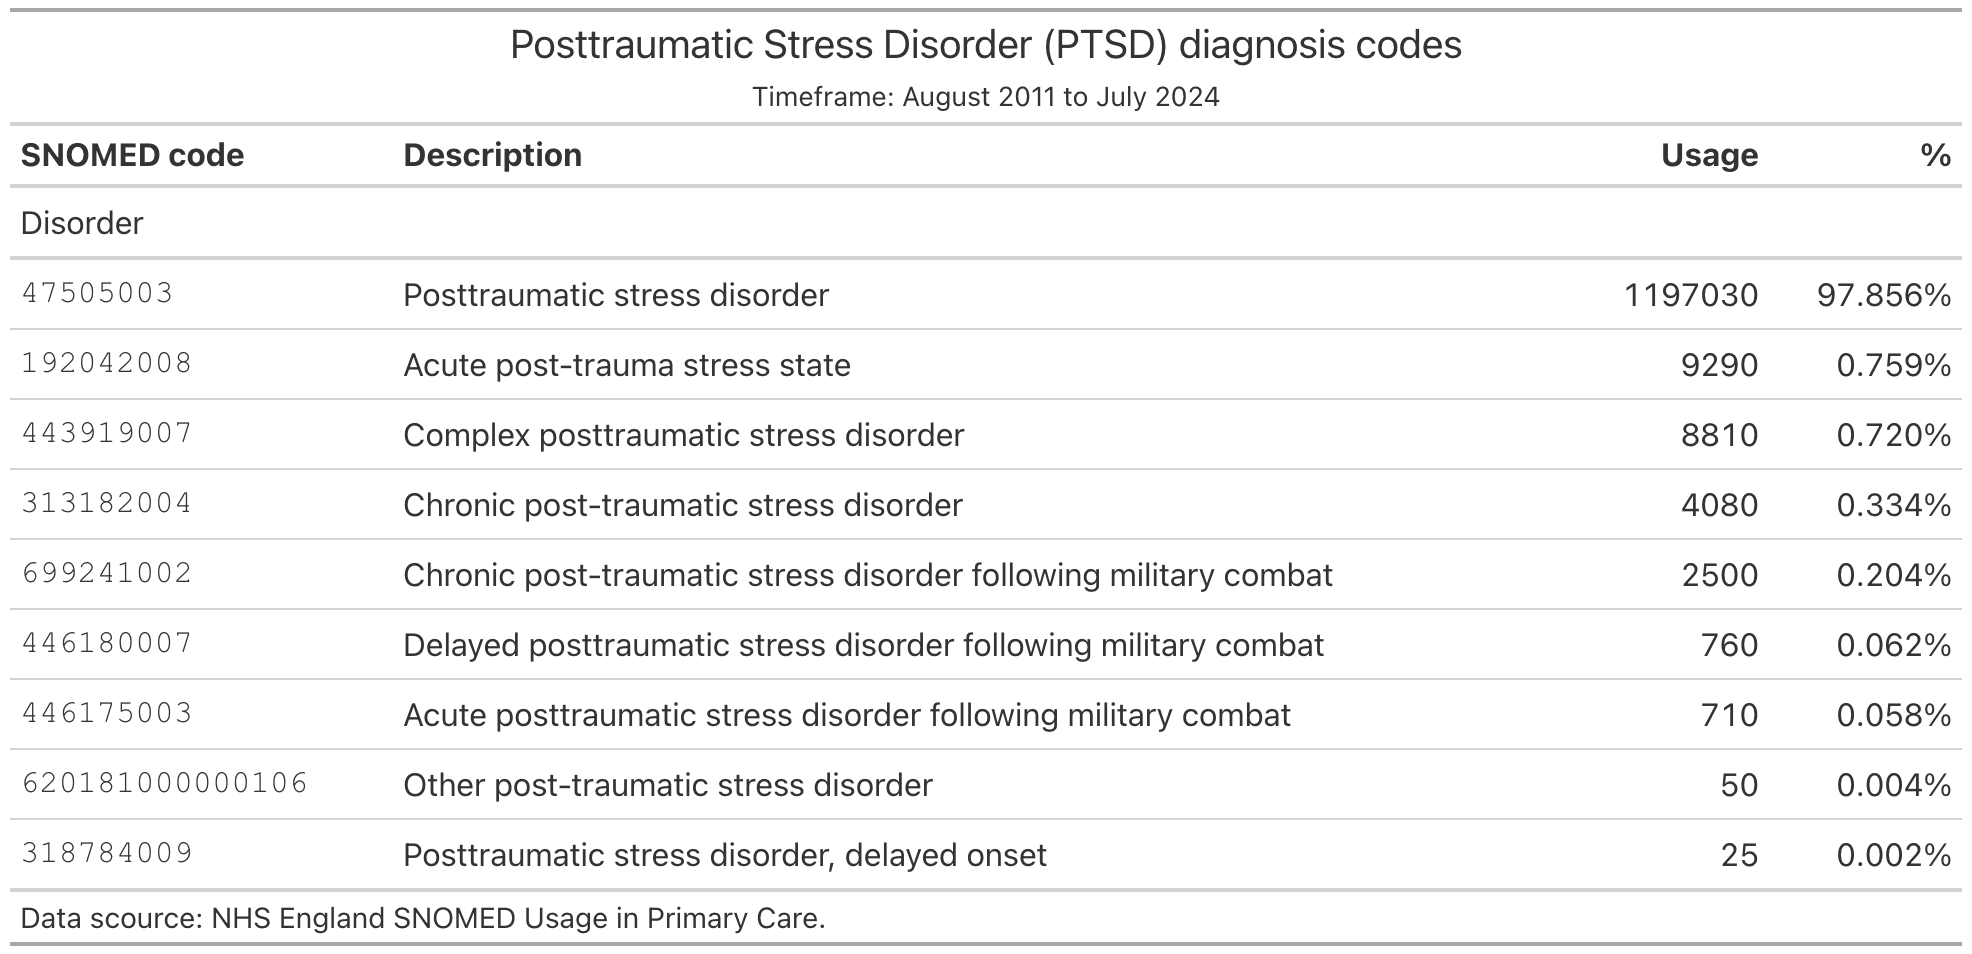 Posttraumatic Stress Disorder (PTSD) diagnosis codes
Timeframe: August 2011 to July 2024
SNOMED code Description Usage %
Disorder
47505003 Posttraumatic stress disorder 1197030 97.856%
192042008 Acute post-trauma stress state 9290 0.759%
443919007 Complex posttraumatic stress disorder 8810 0.720%
313182004 Chronic post-traumatic stress disorder 4080 0.334%
699241002 Chronic post-traumatic stress disorder following military combat 2500 0.204%
446180007 Delayed posttraumatic stress disorder following military combat 760 0.062%
446175003 Acute posttraumatic stress disorder following military combat 710 0.058%
620181000000106 Other post-traumatic stress disorder 50 0.004%
318784009 Posttraumatic stress disorder, delayed onset 25 0.002%
Data scource: NHS England SNOMED Usage in Primary Care.